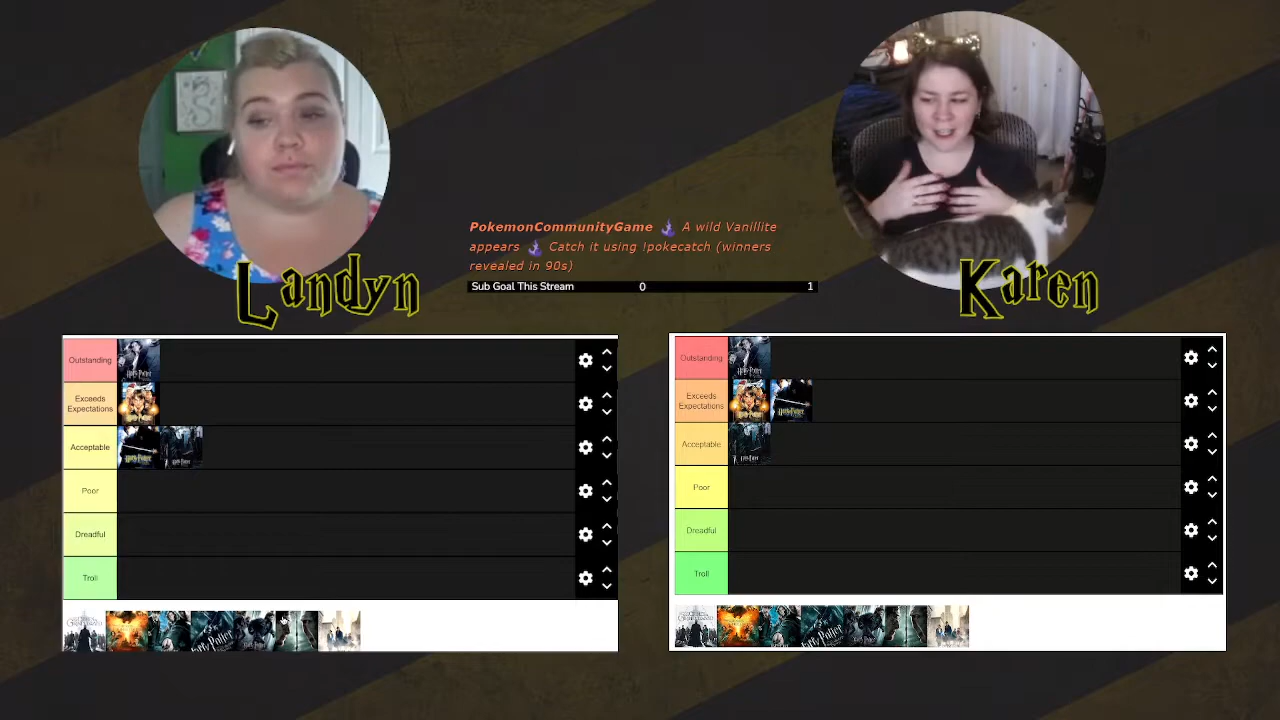 PokemonCommunityGame A wild Vanillite
appears Catch it using !pokecatch (winners
revealed in 90s)
Sub Goal This Stream 0 1
Landyn
Karen
Outstanding
Exceeds
Expectations
Acceptable
Poor
Dreadful
Troll
Outstanding
Exceeds
Expectations
Acceptable
Poor
Dreadful
Troll